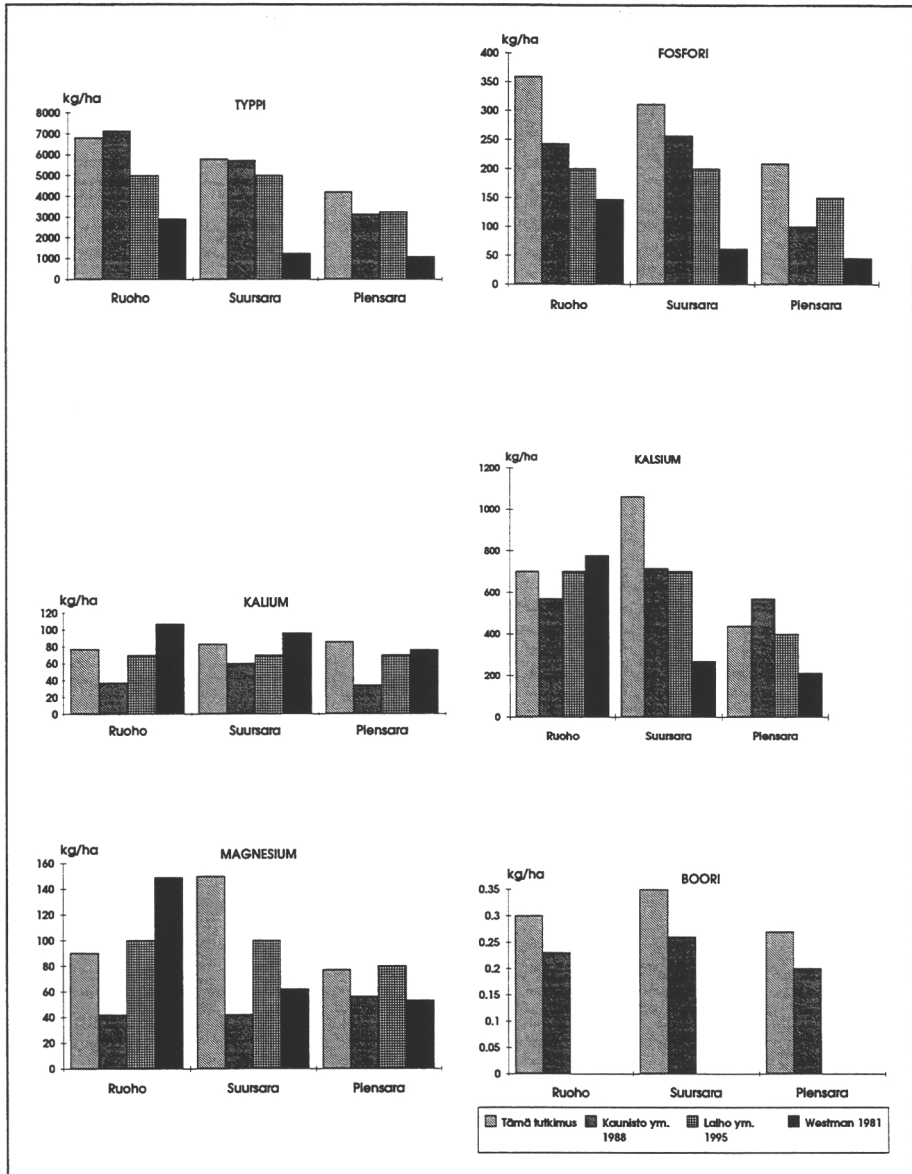 kg/ha
TYPPI
8000
7000
6000
5000
4000
3000
2000
1000
0
Ruoho Suursara Piensara
kg/ha
FOSFORI
400
350
300
250
200
150
100
50
0
Ruoho Suursara Piensara
kg/ha
KALIUM
120
100
80
60
40
20
0
Ruoho Suursara Piensara
kg/ha
KALSIUM
1200
1000
800
600
400
200
0
Ruoho Suursara Piensara
kg/ha
MAGNESIUM
160
140
120
100
80
60
40
20
0
Ruoho Suursara Piensara
kg/ha
BOORI
0.35
0.3
0.25
0.2
0.15
0.1
0.05
0
Ruoho Suursara Piensara
Tämä tutkimus Kaunisto ym. 1988 Laiho ym. 1995 Westman 1981